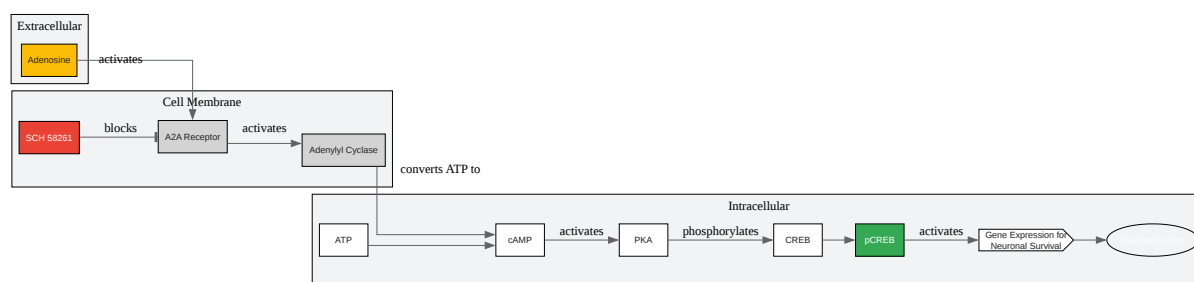 Extracellular
Adenosine
activates
Cell Membrane
SCH 58261
blocks
A2A Receptor
activates
Adenylyl Cyclase
converts ATP to
Intracellular
ATP
cAMP
activates
PKA
phosphorylates
CREB
pCREB
activates
Gene Expression for
Neuronal Survival